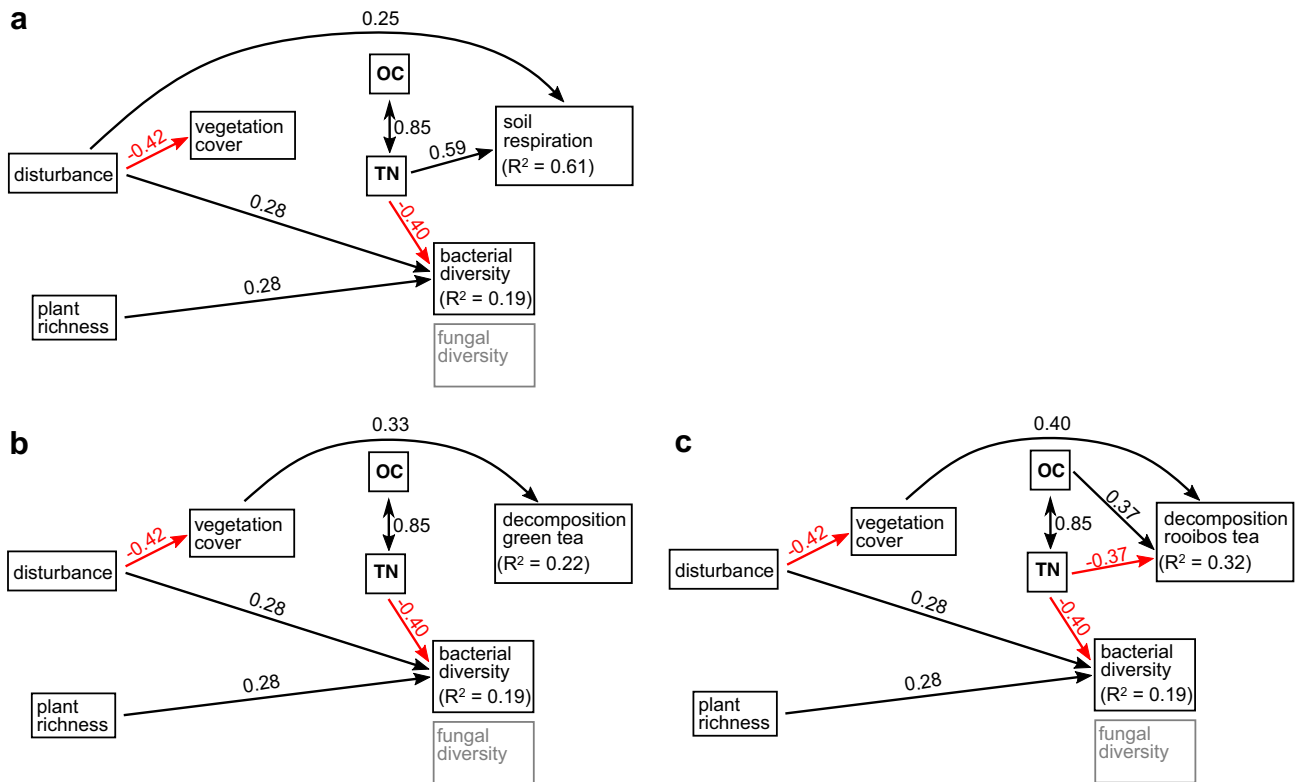 a
0.25
OC
0.85
vegetation
cover
-0.42
disturbance
TN
0.59
soil
respiration
(R² = 0.61)
0.28
-0.40
bacterial
diversity
(R² = 0.19)
0.28
plant
richness
fungal
diversity
b
0.33
OC
0.85
vegetation
cover
-0.42
disturbance
TN
decomposition
green tea
(R² = 0.22)
0.28
-0.40
bacterial
diversity
(R² = 0.19)
0.28
plant
richness
fungal
diversity
c
0.40
OC
0.37
0.85
vegetation
cover
-0.42
disturbance
TN
-0.37
decomposition
rooibos tea
(R² = 0.32)
0.28
-0.40
bacterial
diversity
(R² = 0.19)
0.28
plant
richness
fungal
diversity